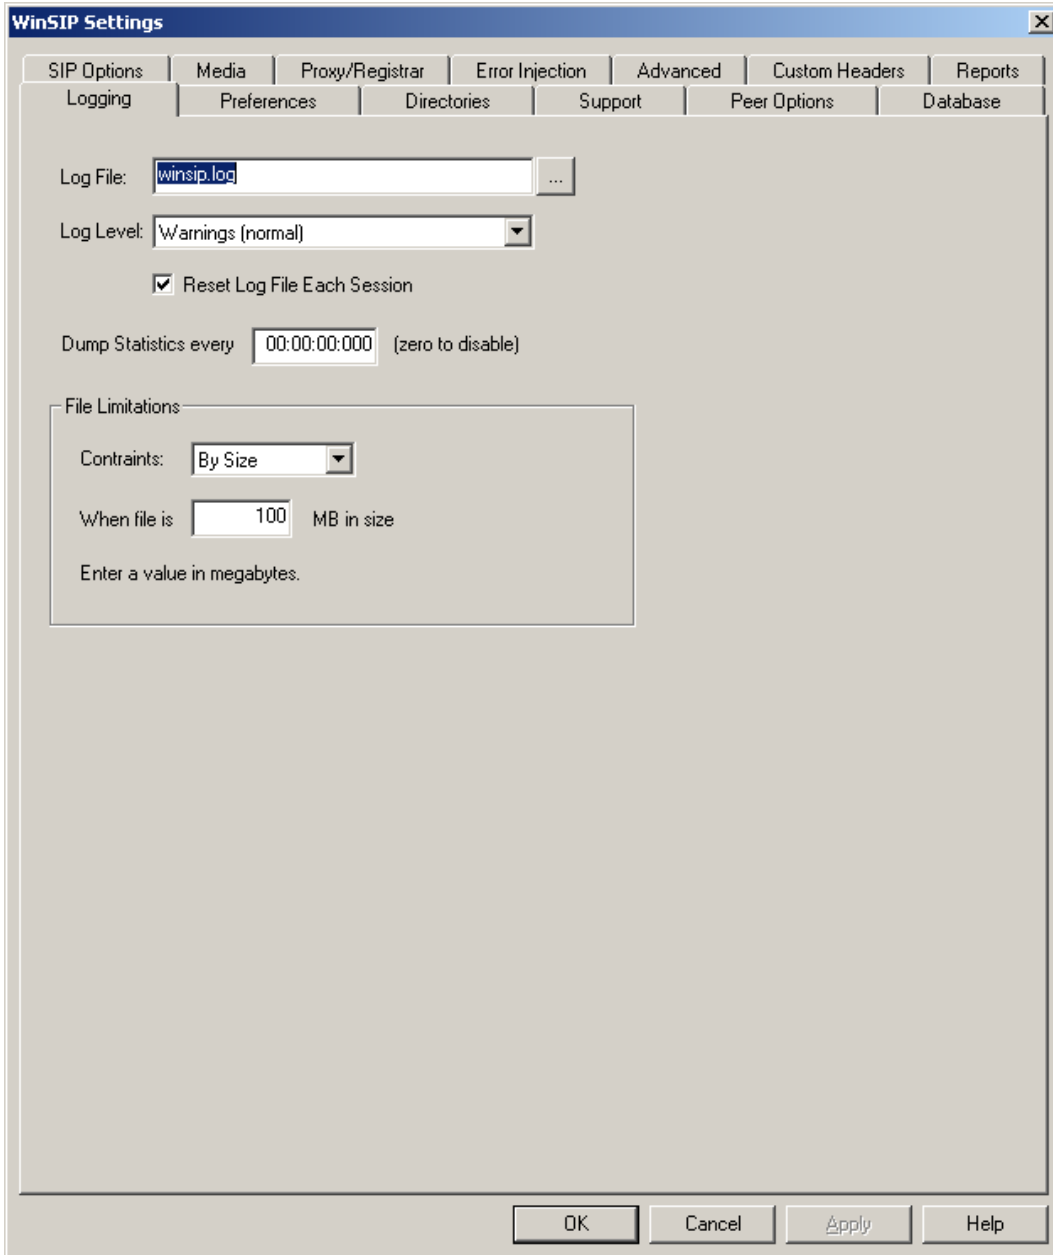 WinSIP Settings
SIP Options Media Proxy/Registrar Error Injection Advanced Custom Headers Reports
Logging Preferences Directories Support Peer Options Database
Log File: winsip.log ...
Log Level: Warnings (normal)
Reset Log File Each Session
Dump Statistics every 00:00:00:000 (zero to disable)
File Limitations
Contraints: By Size
When file is 100 MB in size
Enter a value in megabytes.
OK Cancel Apply Help